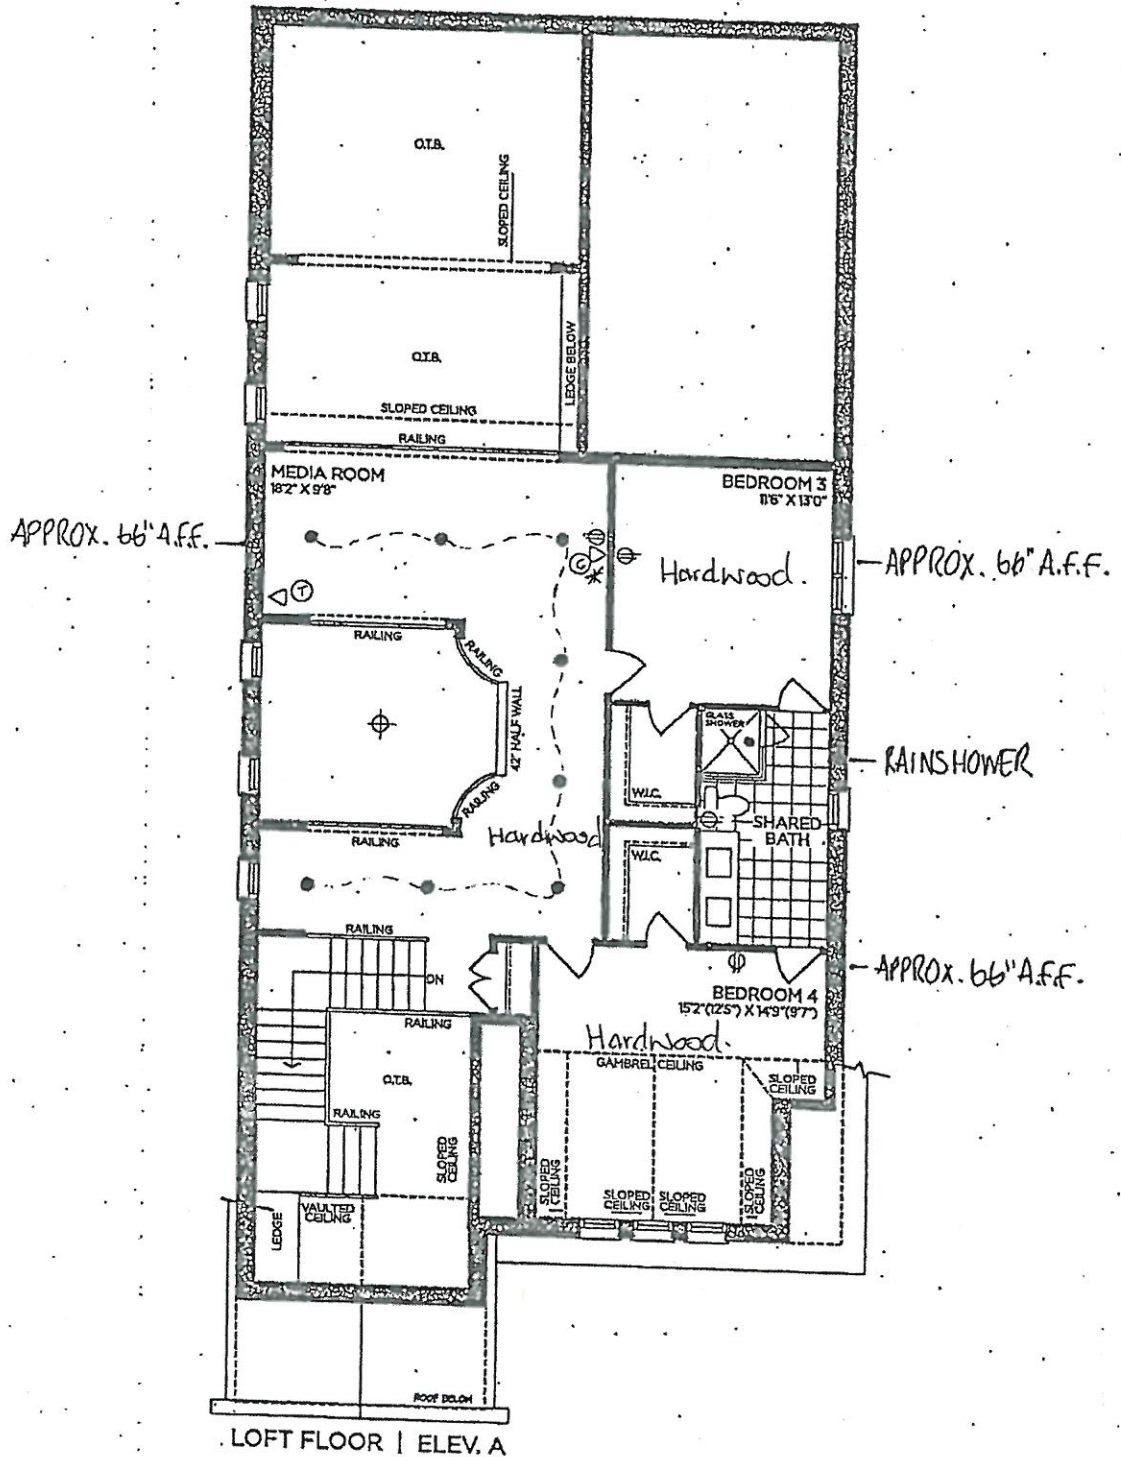 O.T.B.
SLOPED CEILING
O.T.B.
LEDGE BELOW
SLOPED CEILING
RAILING
MEDIA ROOM
18'2" X 9'8"
BEDROOM 3
11'6" X 13'0"
APPROX. 66" A.F.F.
G
*
Hardwood.
APPROX. 66" A.F.F.
T
RAILING
RAILING
42" HALF WALL
GLASS
SHOWER
RAINSHOWER
RAILING
W.I.C.
SHARED
BATH
RAILING
Hardwood
W.I.C.
RAILING
DN
APPROX. 66" A.F.F.
BEDROOM 4
15'2"(12'5") X 14'9"(9'7")
RAILING
Hardwood.
GAMBREL CEILING
O.T.B.
SLOPED
CEILING
RAILING
SLOPED
CEILING
SLOPED
CEILING
SLOPED
CEILING
SLOPED
CEILING
SLOPED
CEILING
LEDGE
VAULTED
CEILING
ROOF BELOW
LOFT FLOOR | ELEV. A